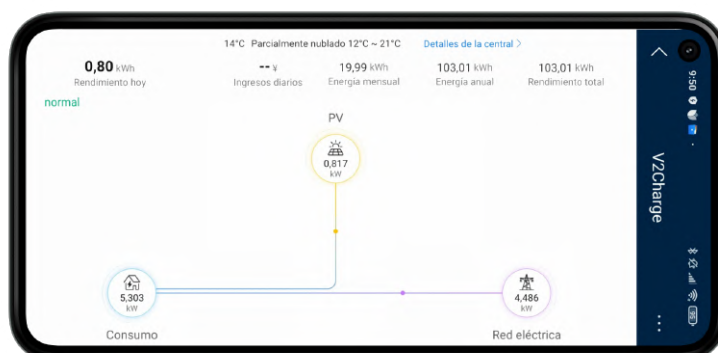 14°C Parcialmente nublado 12°C ~ 21°C Detalles de la central >
0,80 kWh
Rendimiento hoy
-- ¥
Ingresos diarios
19,99 kWh
Energía mensual
103,01 kWh
Energía anual
103,01 kWh
Rendimiento total
normal
PV
0,817
kW
5,303
kW
Consumo
4,486
kW
Red eléctrica
9:50
V2Charge
95